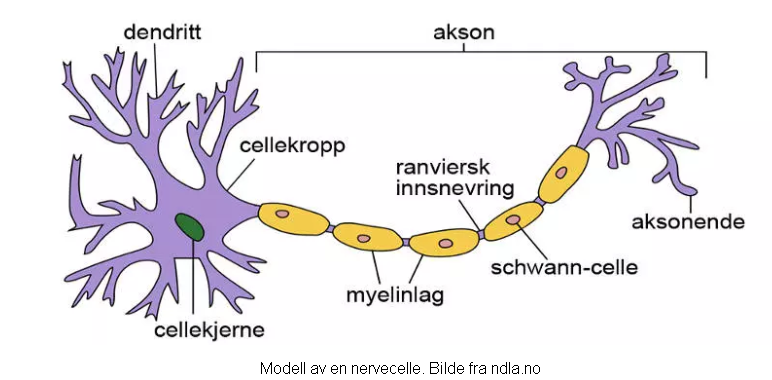 dendritt
akson
cellekropp
ranviersk
innsnevring
aksonende
schwann-celle
myelinlag
cellekjerne
Modell av en nervecelle. Bilde fra ndla.no